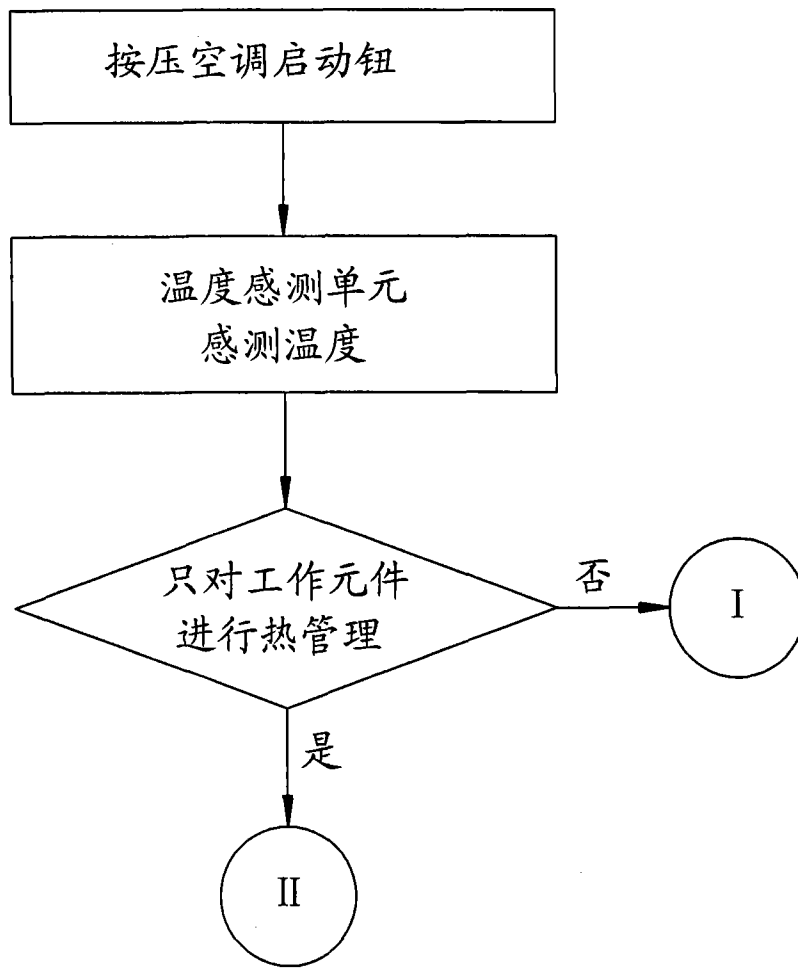 按压空调启动钮
温度感测单元
感测温度
只对工作元件
进行热管理
否
I
是
II